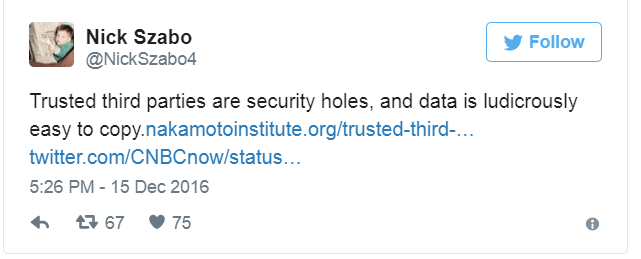 Nick Szabo
@NickSzabo4
Follow
Trusted third parties are security holes, and data is ludicrously
easy to copy.nakamotoinstitute.org/trusted-third-…
twitter.com/CNBCnow/status…
5:26 PM - 15 Dec 2016
67 75